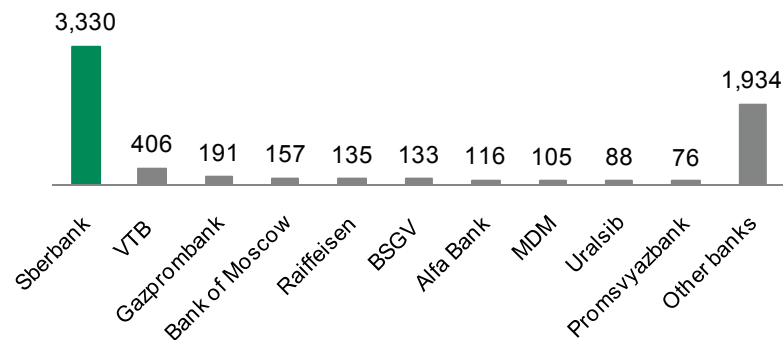 3,330
406
191
157
135
133
116
105
88
76
1,934
Sberbank
VTB
Gazprombank
Bank of Moscow
Raiffeisen
BSGV
Alfa Bank
MDM
Uralsib
Promsvyazbank
Other banks